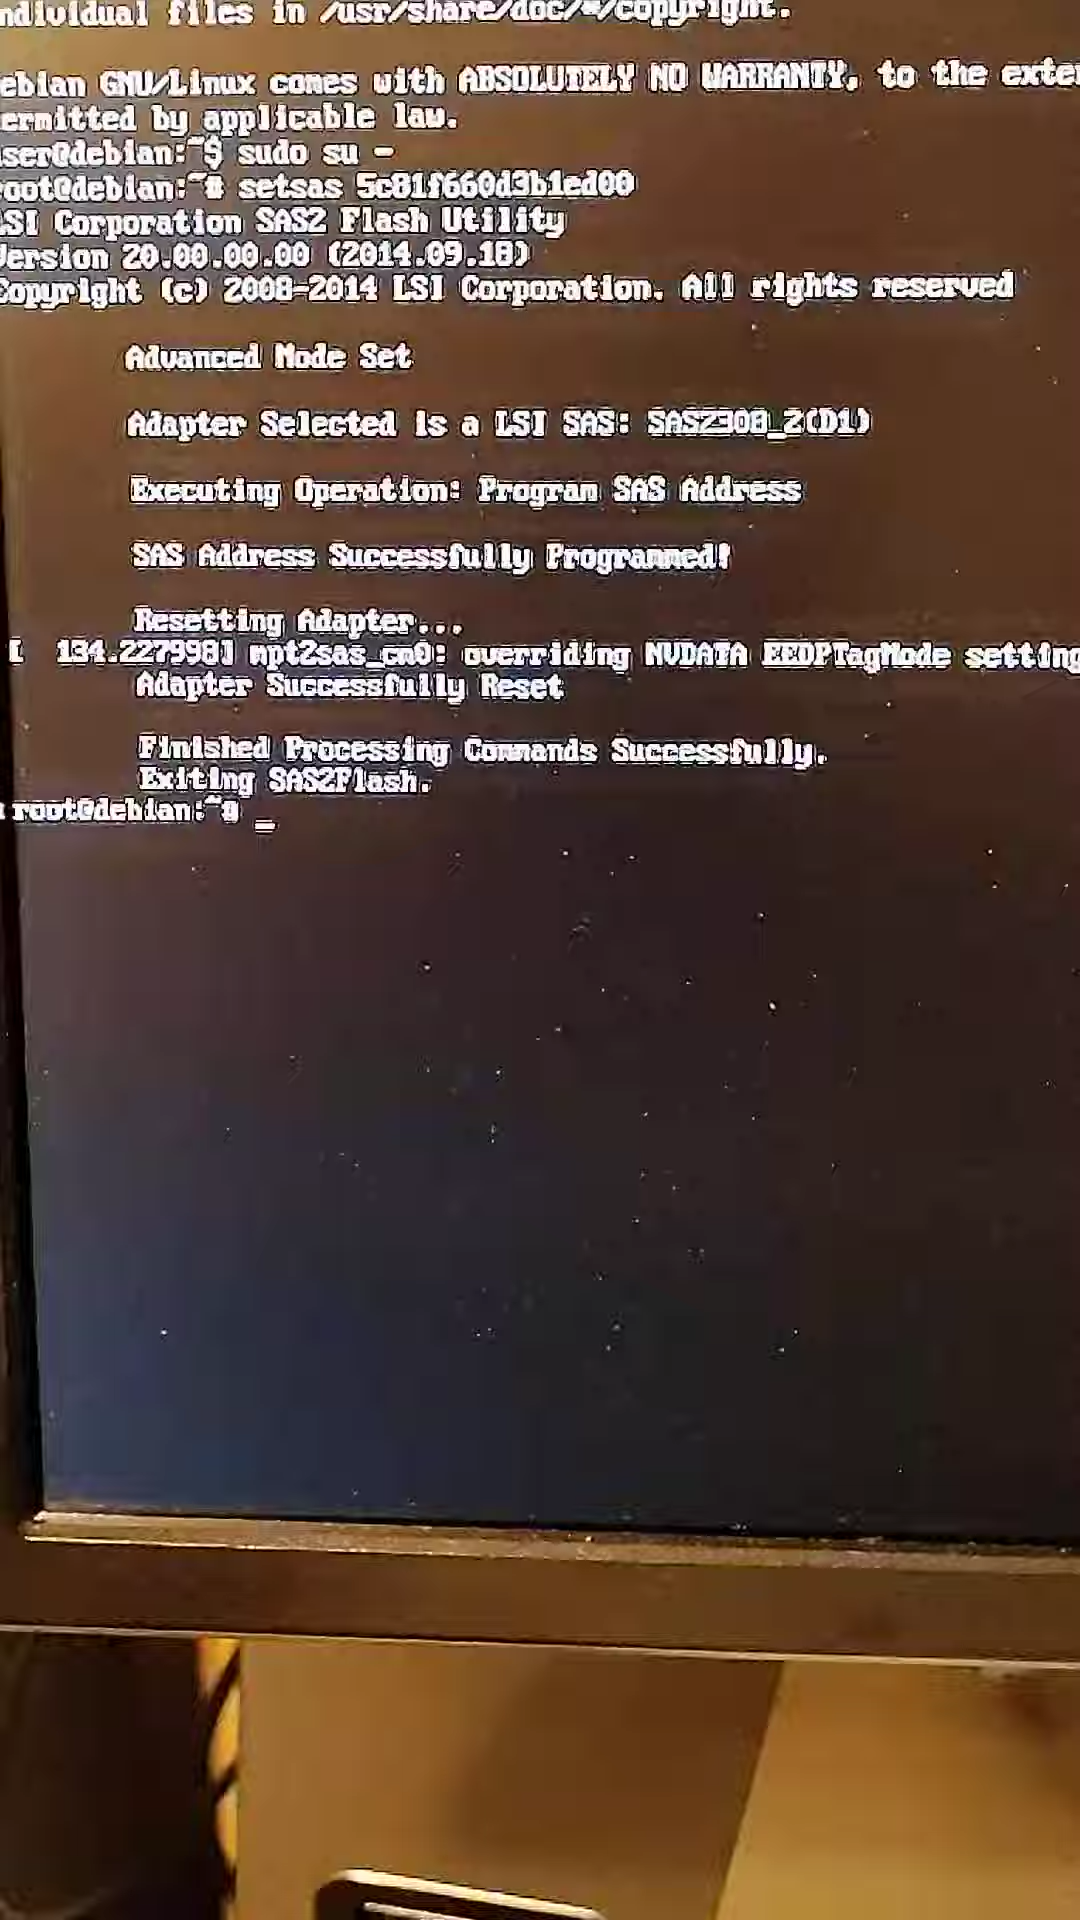 ndividual files in /usr/share/doc/*/copyright.
ebian GNU/Linux comes with ABSOLUTELY NO WARRANTY, to the exte
ermitted by applicable law.
ser@debian:~$ sudo su -
root@debian:~# setsas 5c81f660d3b1ed00
LSI Corporation SAS2 Flash Utility
Version 20.00.00.00 (2014.09.18)
Copyright (c) 2008-2014 LSI Corporation. All rights reserved
Advanced Mode Set
Adapter Selected is a LSI SAS: SAS2308_2(D1)
Executing Operation: Program SAS Address
SAS Address Successfully Programmed!
Resetting Adapter...
[ 134.227998] mpt2sas_cm0: overriding NVDATA EEDPTagMode setting
Adapter Successfully Reset
Finished Processing Commands Successfully.
Exiting SAS2Flash.
root@debian:~# _